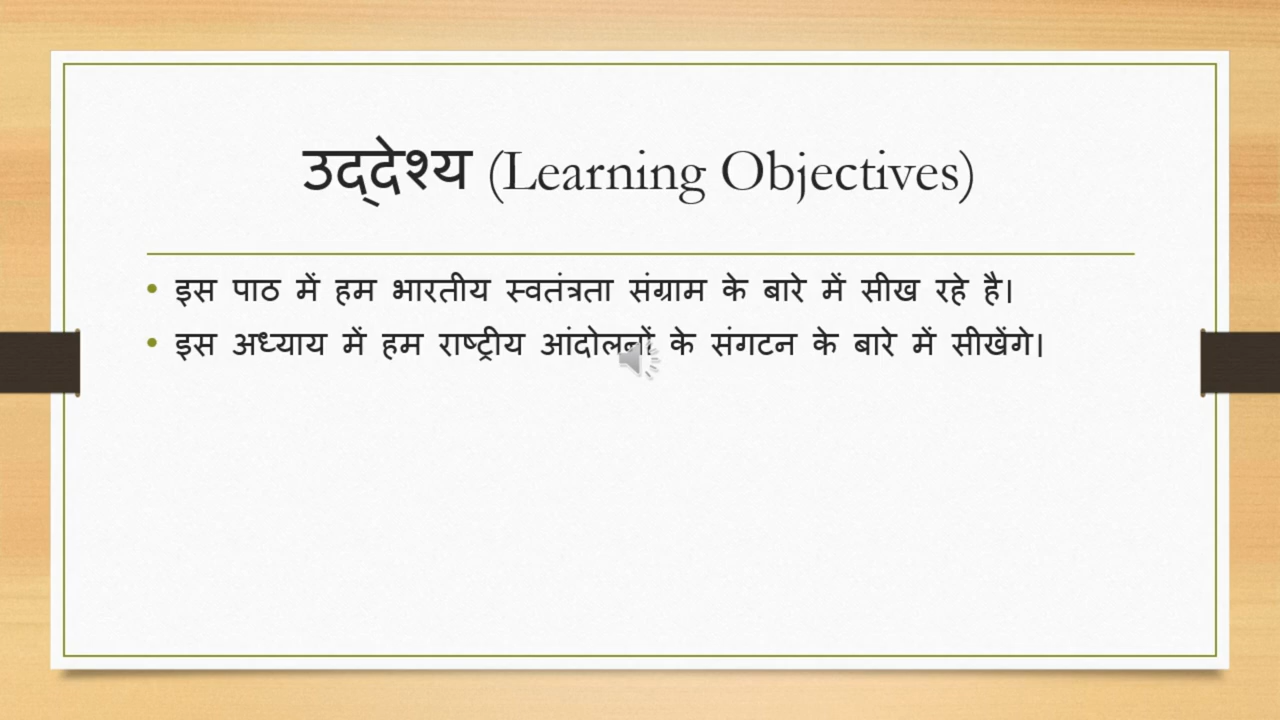 उद्देश्य (Learning Objectives)
• इस पाठ में हम भारतीय स्वतंत्रता संग्राम के बारे में सीख रहे है।
• इस अध्याय में हम राष्ट्रीय आंदोलनों के संगटन के बारे में सीखेंगे।